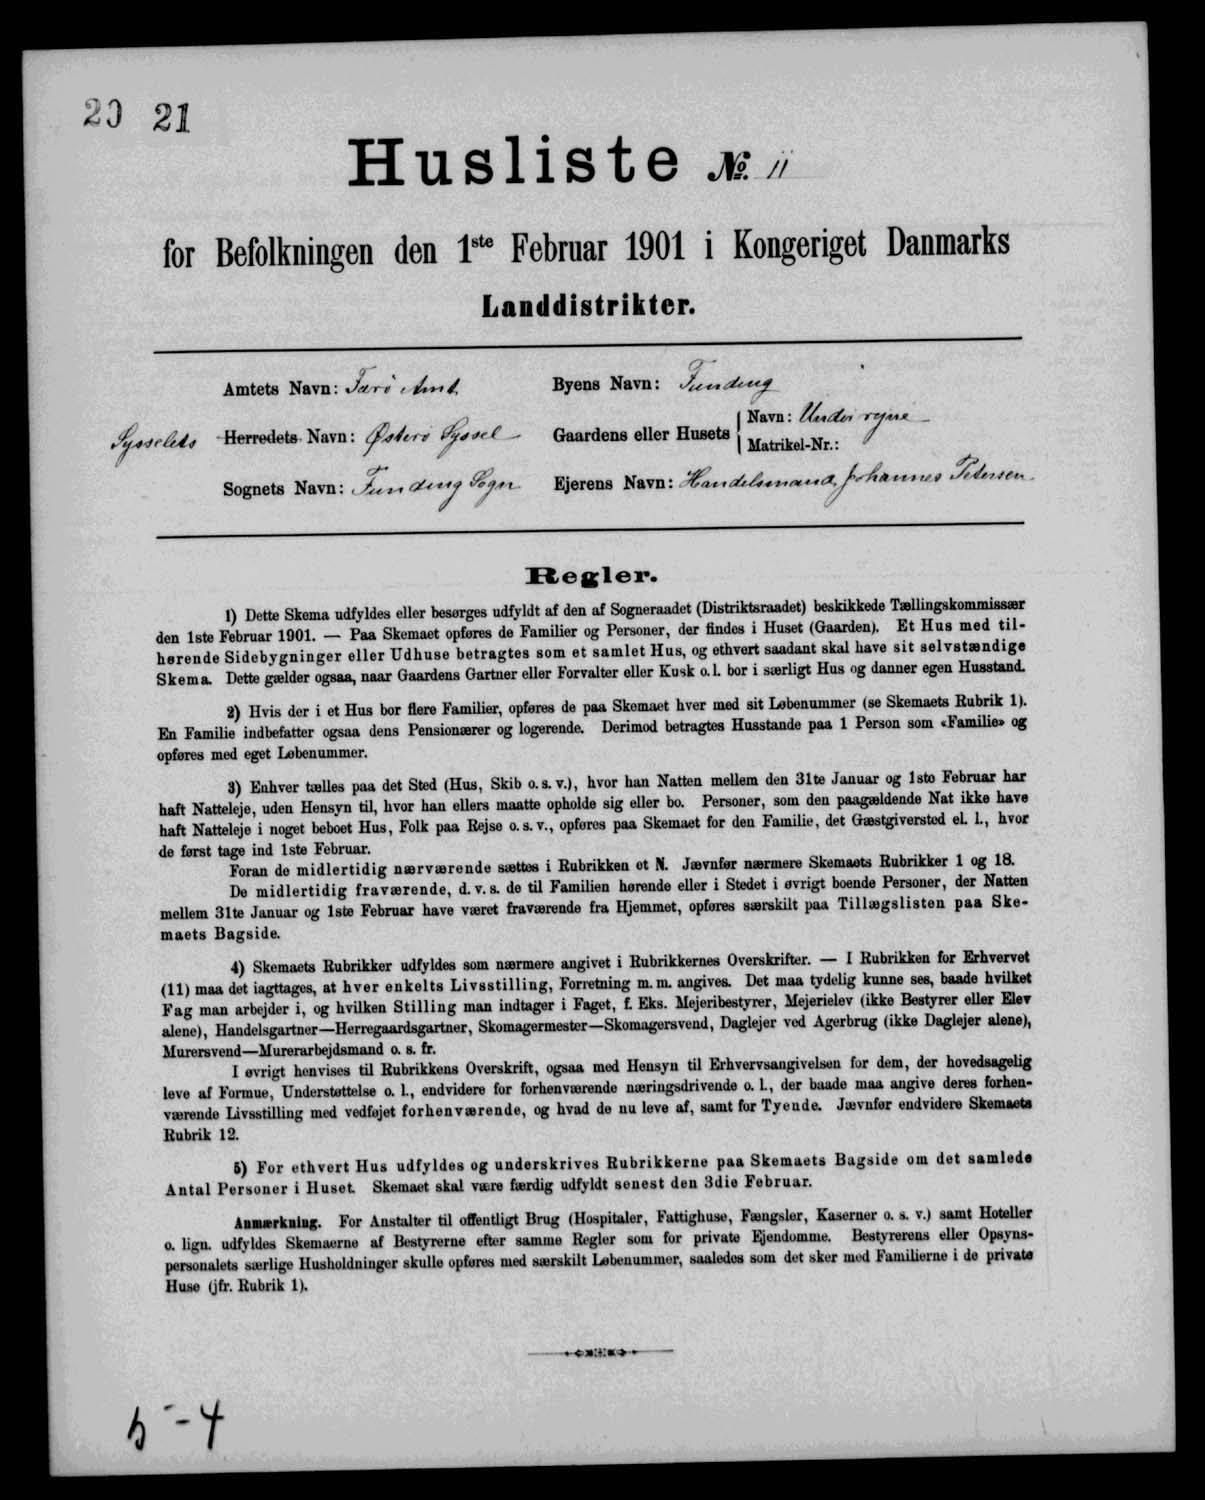 20 21
Husliste №. 11
for Befolkningen den 1ste Februar 1901 i Kongeriget Danmarks
Landdistrikter.
Amtets Navn: Færö Amt
Byens Navn: Funding
Sysselets Herredets Navn: Østerö Syssel
Gaardens eller Husets Navn: Undir rejne
Matrikel-Nr.:
Sognets Navn: Funding Sogn
Ejerens Navn: Handelsmand, Johannes Petersen
Regler.
1) Dette Skema udfyldes eller besørges udfyldt af den af Sogneraadet (Distriktsraadet) beskikkede Tællingskommissær
den 1ste Februar 1901. — Paa Skemaet opføres de Familier og Personer, der findes i Huset (Gaarden). Et Hus med til-
hørende Sidebygninger eller Udhuse betragtes som et samlet Hus, og ethvert saadant skal have sit selvstændige
Skema. Dette gælder ogsaa, naar Gaardens Gartner eller Forvalter eller Kusk o. l. bor i særligt Hus og danner egen Husstand.
2) Hvis der i et Hus bor flere Familier, opføres de paa Skemaet hver med sit Løbenummer (se Skemaets Rubrik 1).
En Familie indbefatter ogsaa dens Pensionærer og logerende. Derimod betragtes Husstande paa 1 Person som «Familie» og
opføres med eget Løbenummer.
3) Enhver tælles paa det Sted (Hus, Skib o. s. v.), hvor han Natten mellem den 31te Januar og 1ste Februar har
haft Natteleje, uden Hensyn til, hvor han ellers maatte opholde sig eller bo. Personer, som den paagældende Nat ikke have
haft Natteleje i noget beboet Hus, Folk paa Rejse o. s. v., opføres paa Skemaet for den Familie, det Gæstgiversted el. l., hvor
de først tage ind 1ste Februar.
Foran de midlertidig nærværende sættes i Rubrikken et N. Jævnfør nærmere Skemaets Rubrikker 1 og 18.
De midlertidig fraværende, d. v. s. de til Familien hørende eller i Stedet i øvrigt boende Personer, der Natten
mellem 31te Januar og 1ste Februar have været fraværende fra Hjemmet, opføres særskilt paa Tillægslisten paa Ske-
maets Bagside.
4) Skemaets Rubrikker udfyldes som nærmere angivet i Rubrikkernes Overskrifter. — I Rubrikken for Erhvervet
(11) maa det iagttages, at hver enkelts Livsstilling, Forretning m. m. angives. Det maa tydelig kunne ses, baade hvilket
Fag man arbejder i, og hvilken Stilling man indtager i Faget, f. Eks. Mejeribestyrer, Mejerielev (ikke Bestyrer eller Elev
alene), Handelsgartner—Herregaardsgartner, Skomagermester—Skomagersvend, Daglejer ved Agerbrug (ikke Daglejer alene),
Murersvend—Murerarbejdsmand o. s. fr.
I øvrigt henvises til Rubrikkens Overskrift, ogsaa med Hensyn til Erhvervsangivelsen for dem, der hovedsagelig
leve af Formue, Understøttelse o. l., endvidere for forhenværende næringsdrivende o. l., der baade maa angive deres forhen-
værende Livsstilling med vedføjet forhenværende, og hvad de nu leve af, samt for Tyende. Jævnfør endvidere Skemaets
Rubrik 12.
5) For ethvert Hus udfyldes og underskrives Rubrikkerne paa Skemaets Bagside om det samlede
Antal Personer i Huset. Skemaet skal være færdig udfyldt senest den 3die Februar.
Anmærkning. For Anstalter til offentligt Brug (Hospitaler, Fattighuse, Fængsler, Kaserner o. s. v.) samt Hoteller
o. lign. udfyldes Skemaerne af Bestyrerne efter samme Regler som for private Ejendomme. Bestyrerens eller Opsyns-
personalets særlige Husholdninger skulle opføres med særskilt Løbenummer, saaledes som det sker med Familierne i de private
Huse (jfr. Rubrik 1).
5-4